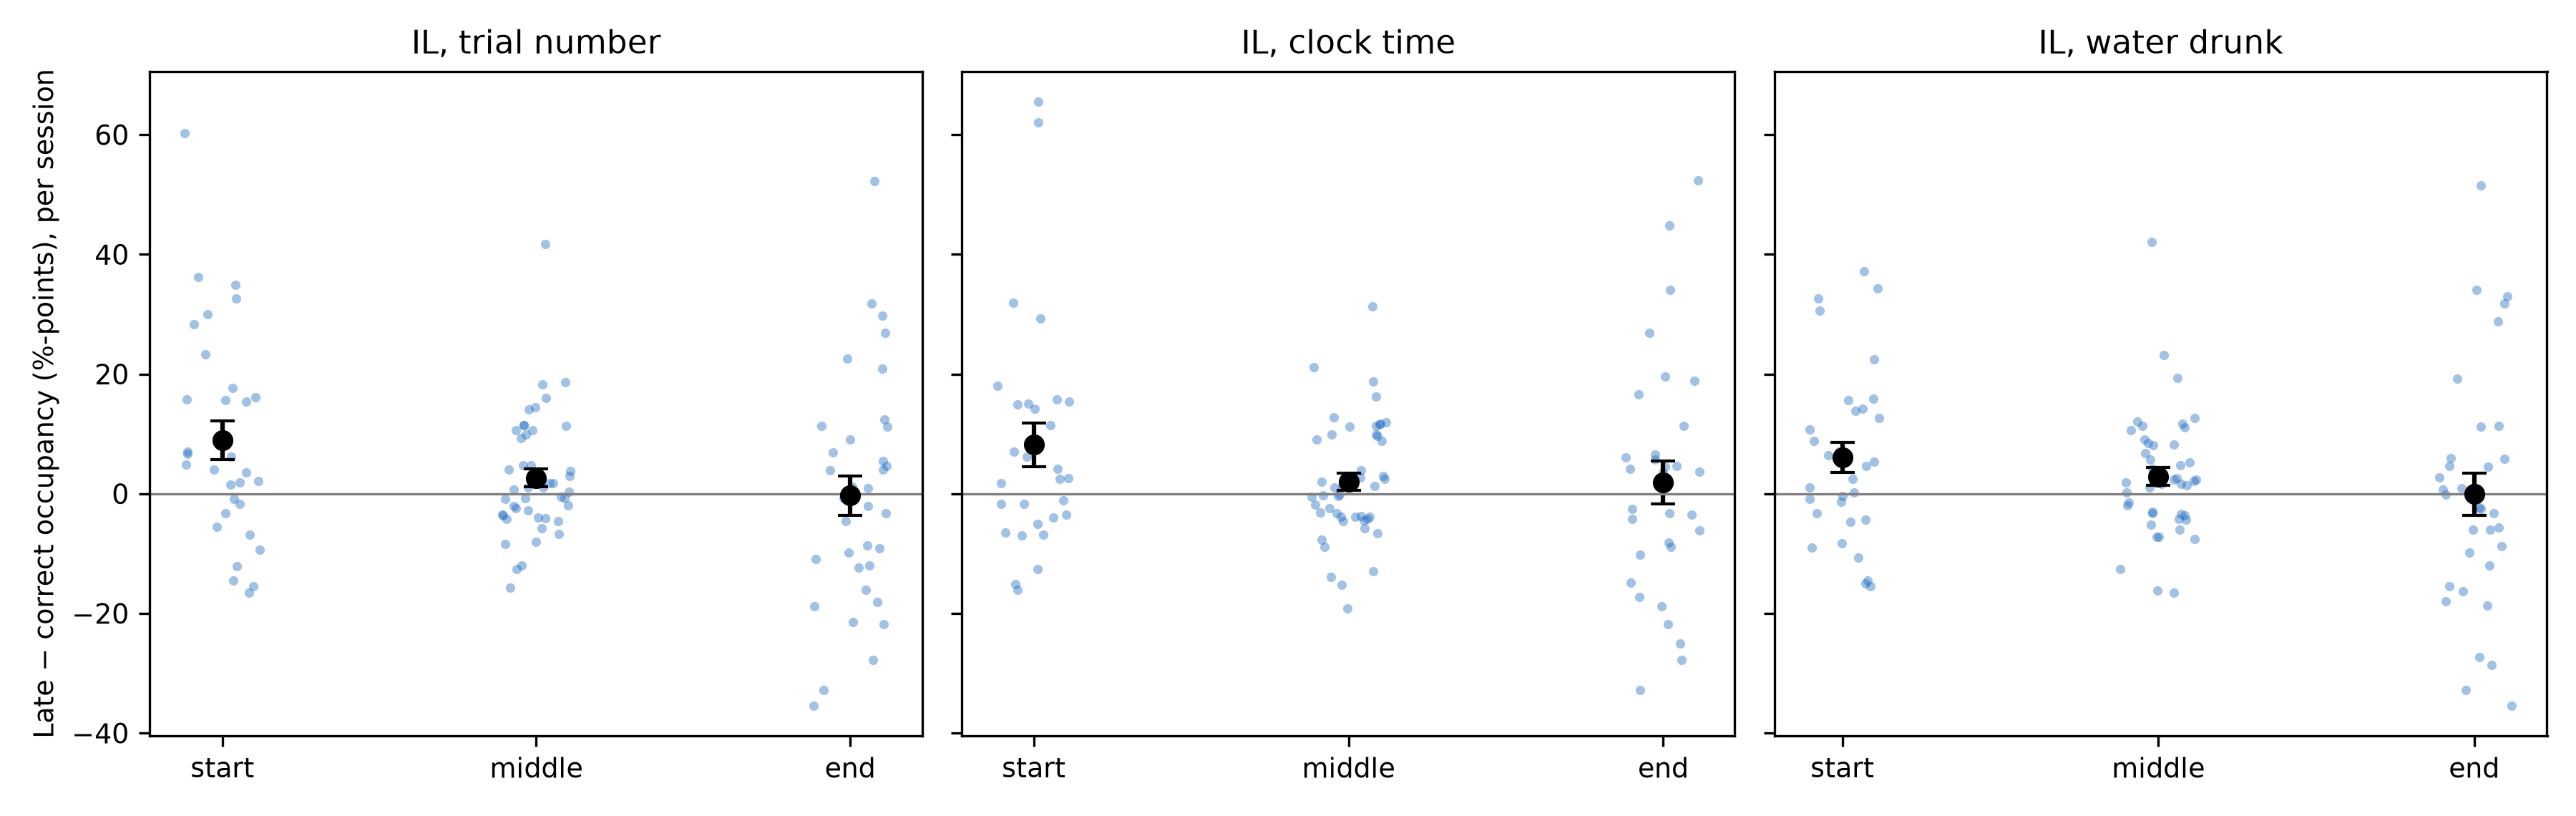 IL, trial number
IL, clock time
IL, water drunk
Late − correct occupancy (%-points), per session
60
40
20
0
−20
−40
start
middle
end
start
middle
end
start
middle
end